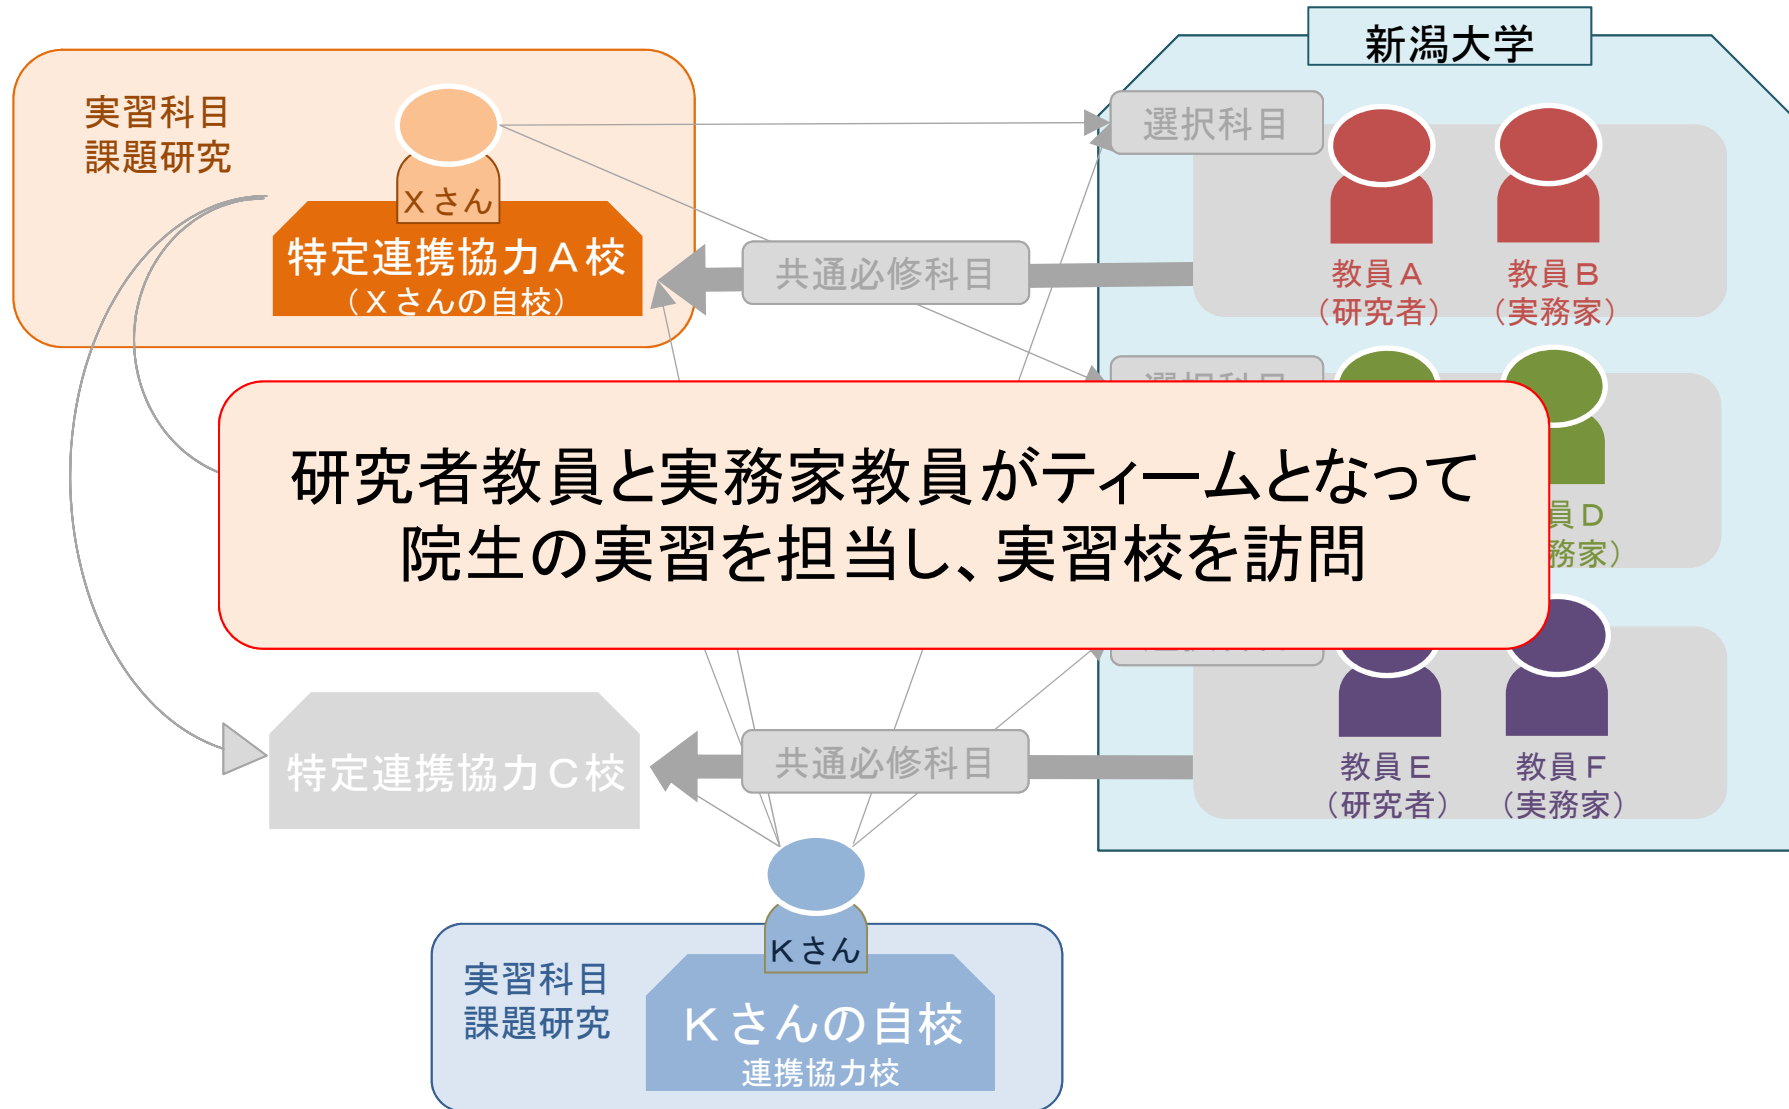 新潟大学
実習科目
課題研究
Xさん
特定連携協力A校
（Xさんの自校）
選択科目
共通必修科目
教員A
（研究者）
教員B
（実務家）
選択科目
研究者教員と実務家教員がティームとなって
院生の実習を担当し、実習校を訪問
員D
務家）
特定連携協力C校
共通必修科目
教員E
（研究者）
教員F
（実務家）
Kさん
実習科目
課題研究
Kさんの自校
連携協力校